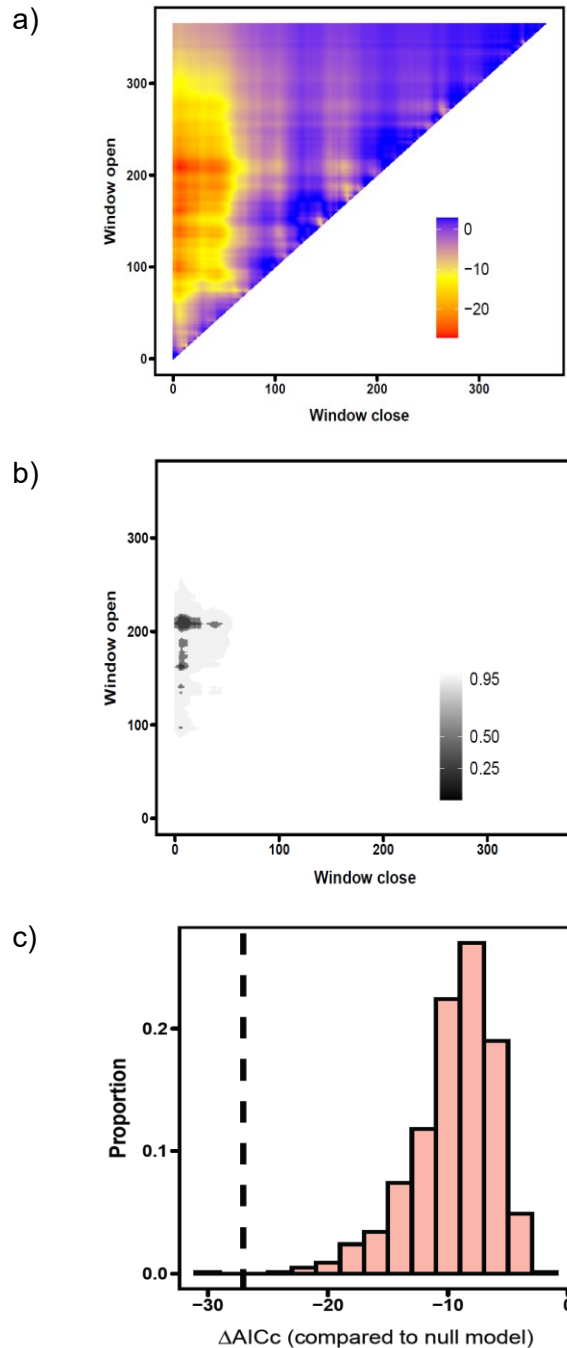 a)
Window open
300
200
100
0
0
−10
−20
0 100 200 300
Window close
b)
Window open
300
200
100
0
0.95
0.50
0.25
0 100 200 300
Window close
c)
Proportion
0.2
0.1
0.0
−30 −20 −10 0
ΔAICc (compared to null model)